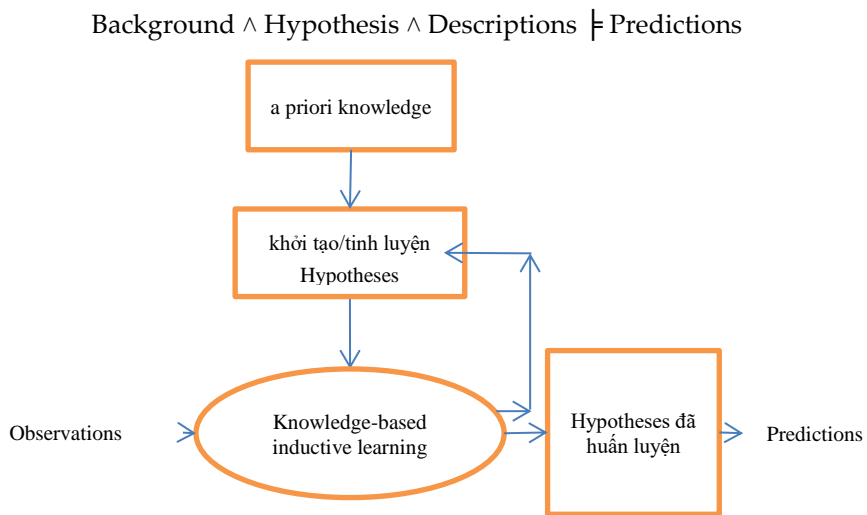 Background ∧ Hypothesis ∧ Descriptions ⊧ Predictions
a priori knowledge
khởi tạo/tinh luyện
Hypotheses
Observations
Knowledge-based
inductive learning
Hypotheses đã
huấn luyện
Predictions